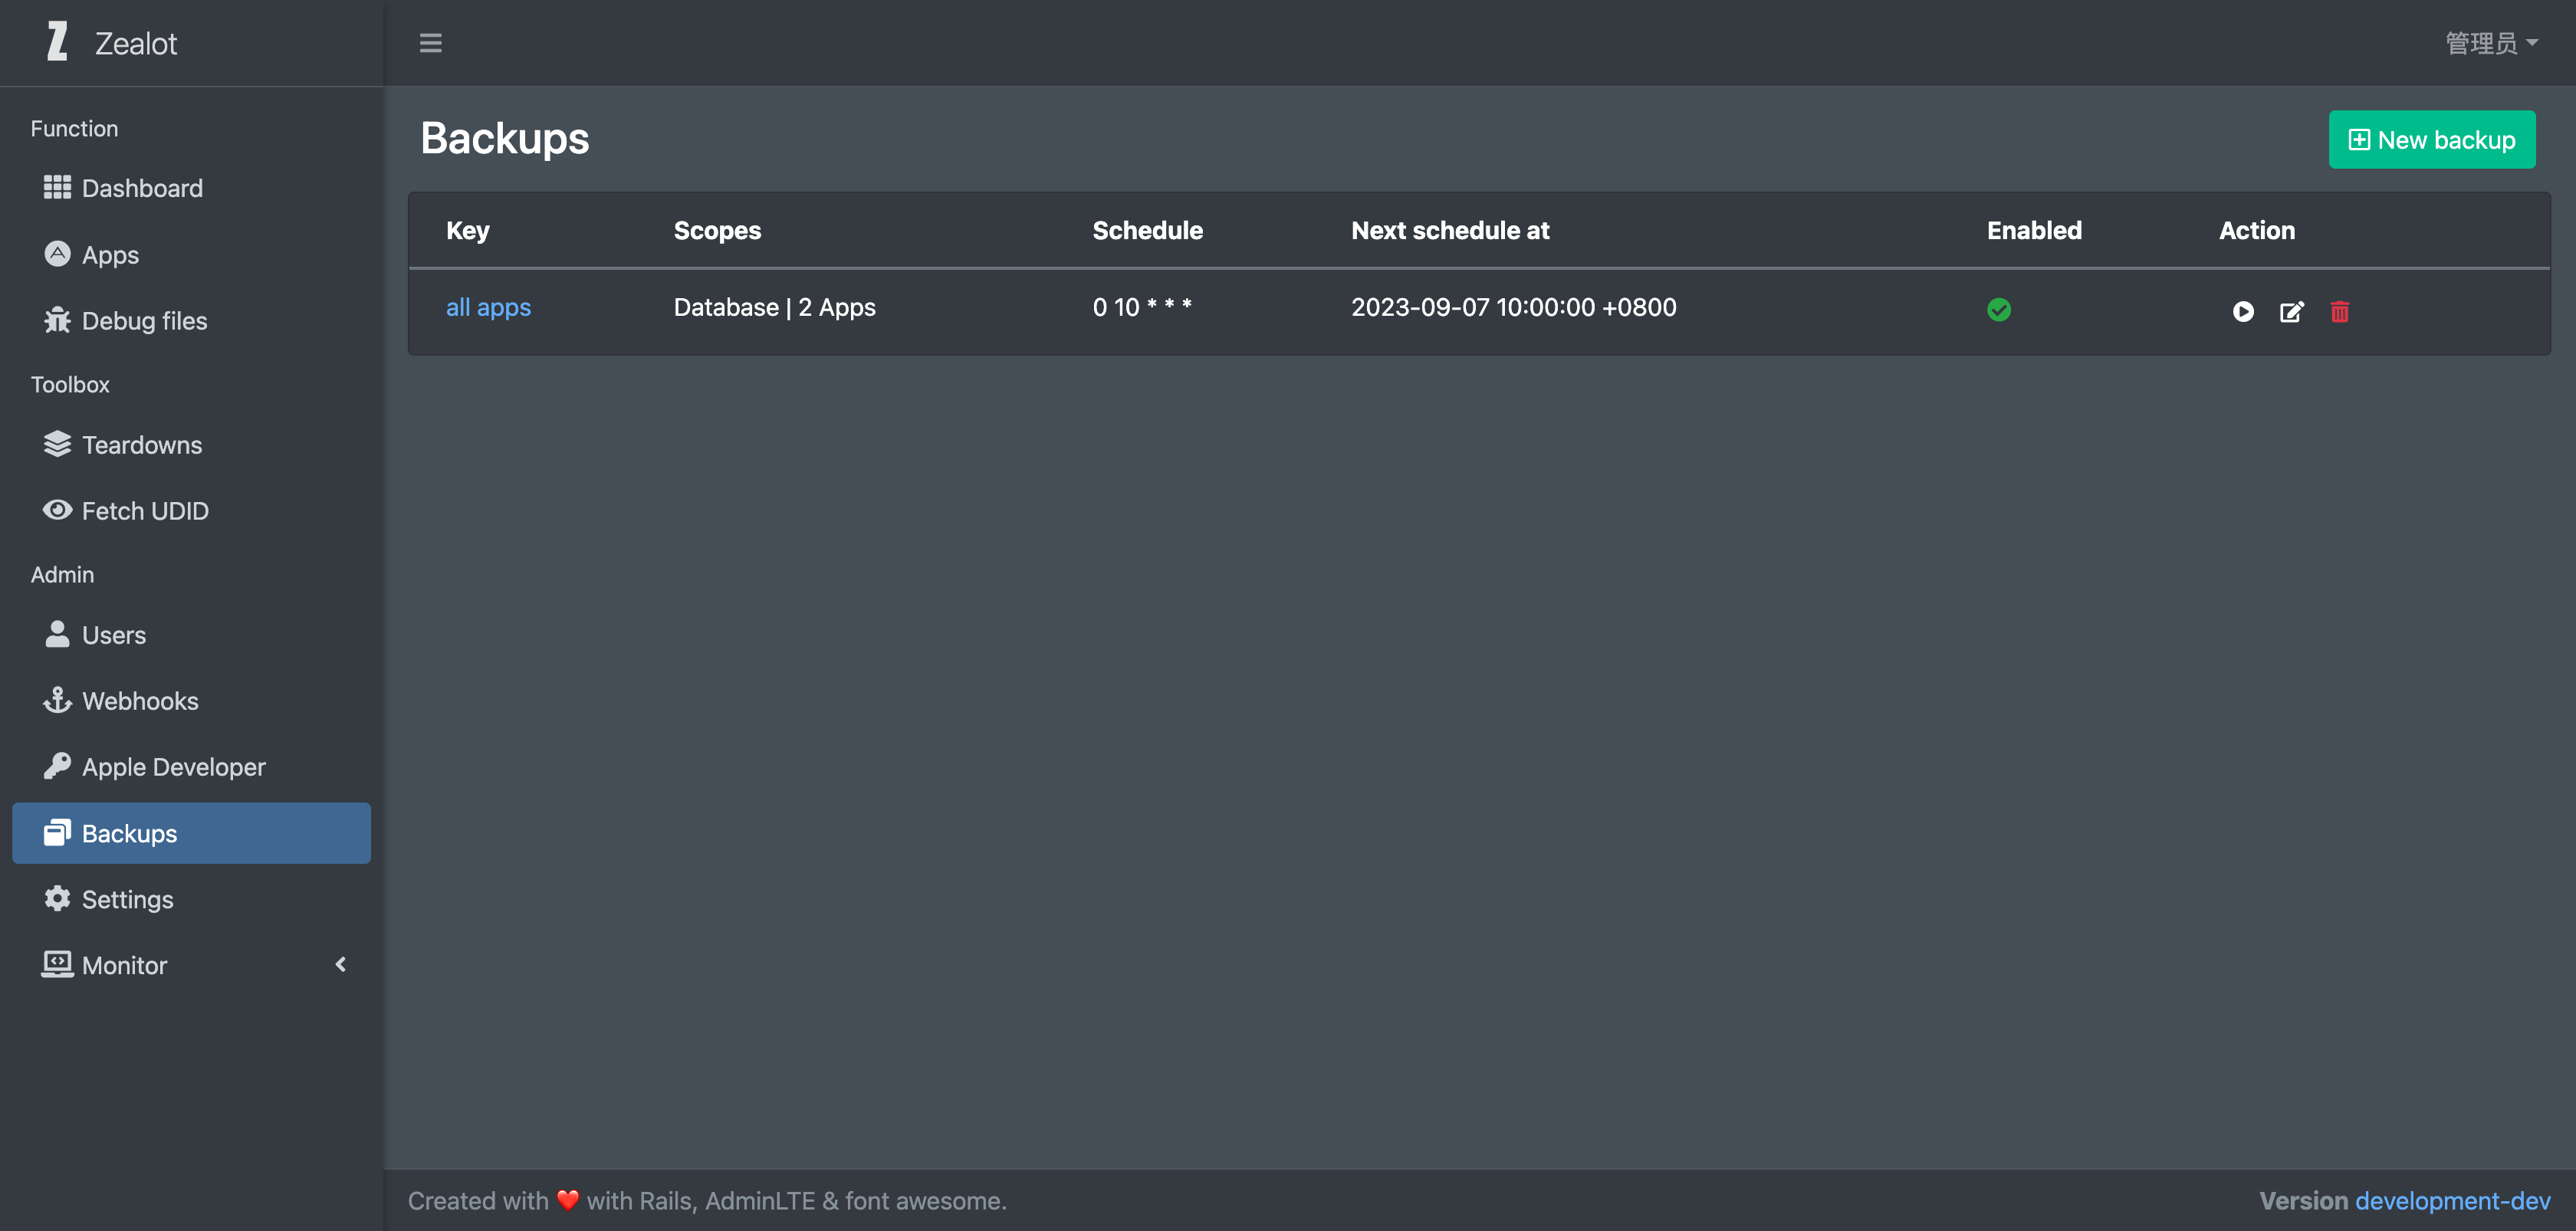 Zealot
管理员
Function
Dashboard
Apps
Debug files
Toolbox
Teardowns
Fetch UDID
Admin
Users
Webhooks
Apple Developer
Backups
Settings
Monitor
Backups
New backup
Key Scopes Schedule Next schedule at Enabled Action
all apps Database | 2 Apps 0 10 * * * 2023-09-07 10:00:00 +0800
Created with ❤️ with Rails, AdminLTE & font awesome.
Version development-dev